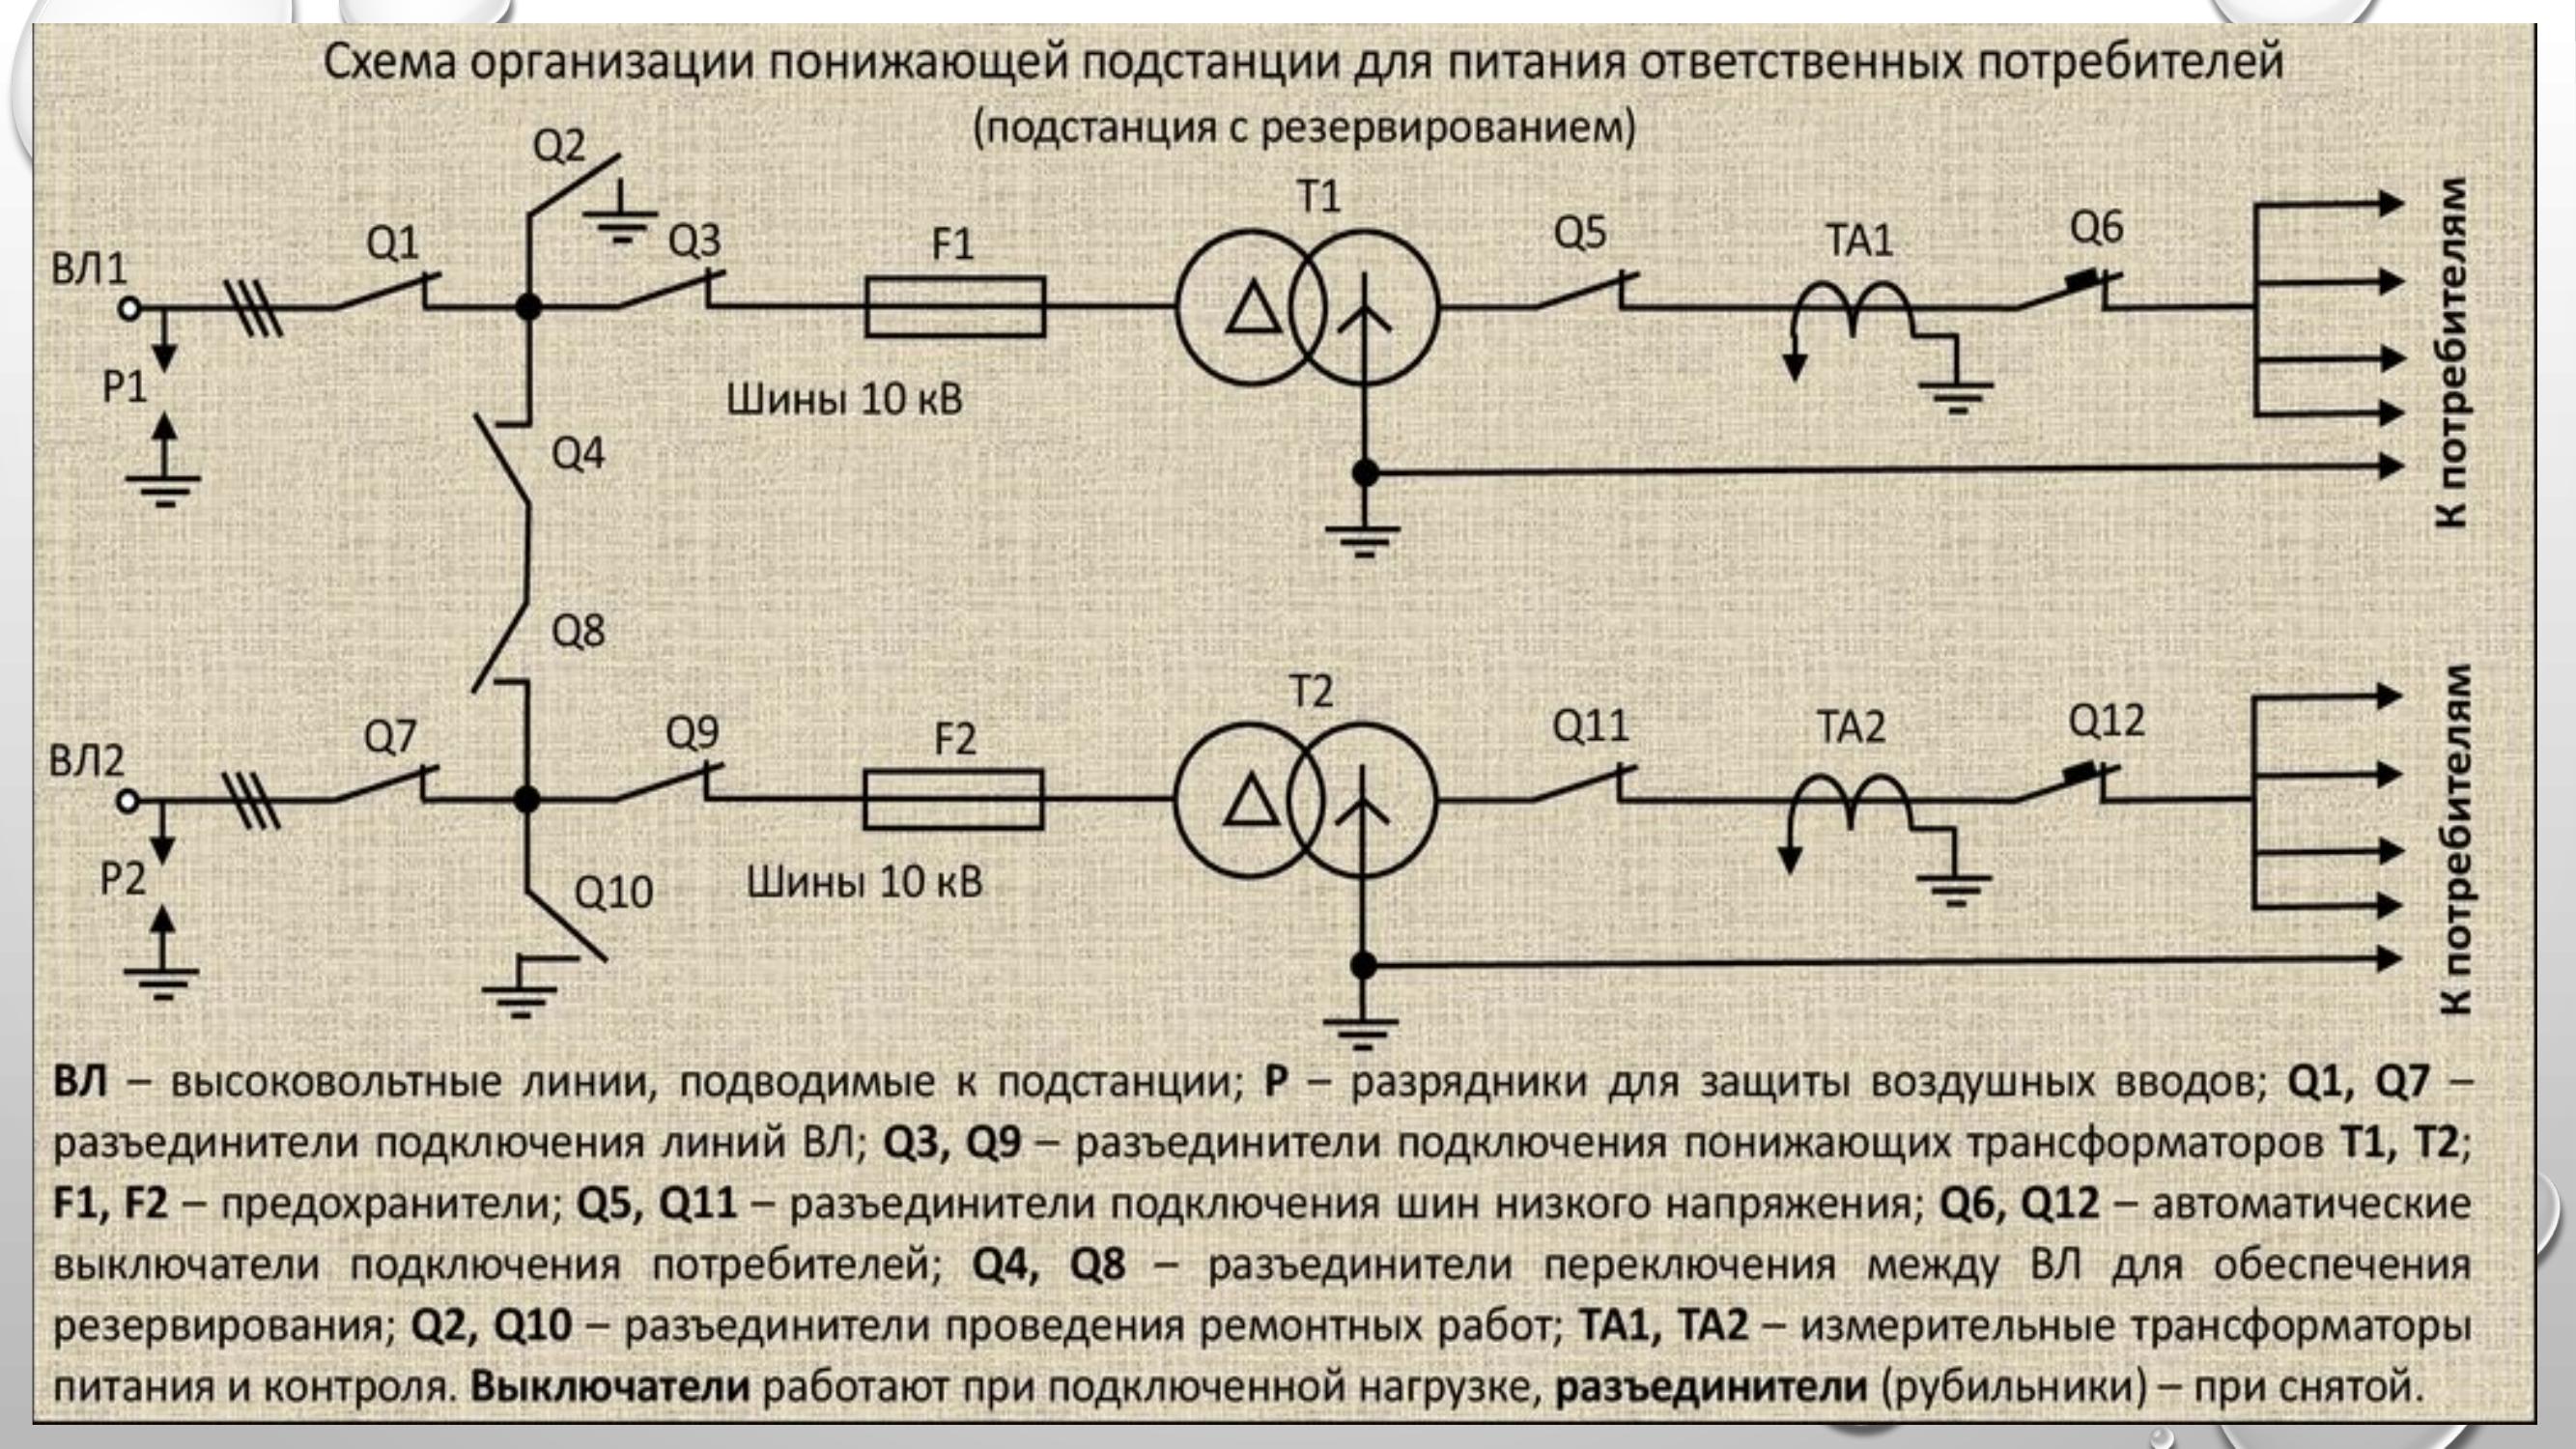 Схема организации понижающей подстанции для питания ответственных потребителей
(подстанция с резервированием)
Q2
T1
ВЛ1
Q1
Q3
F1
Q5
TA1
Q6
P1
Шины 10 кВ
Q4
К потребителям
Q8
T2
ВЛ2
Q7
Q9
F2
Q11
TA2
Q12
P2
Q10
Шины 10 кВ
К потребителям
ВЛ – высоковольтные линии, подводимые к подстанции; Р – разрядники для защиты воздушных вводов; Q1, Q7 –
разъединители подключения линий ВЛ; Q3, Q9 – разъединители подключения понижающих трансформаторов Т1, Т2;
F1, F2 – предохранители; Q5, Q11 – разъединители подключения шин низкого напряжения; Q6, Q12 – автоматические
выключатели подключения потребителей; Q4, Q8 – разъединители переключения между ВЛ для обеспечения
резервирования; Q2, Q10 – разъединители проведения ремонтных работ; ТА1, ТА2 – измерительные трансформаторы
питания и контроля. Выключатели работают при подключенной нагрузке, разъединители (рубильники) – при снятой.